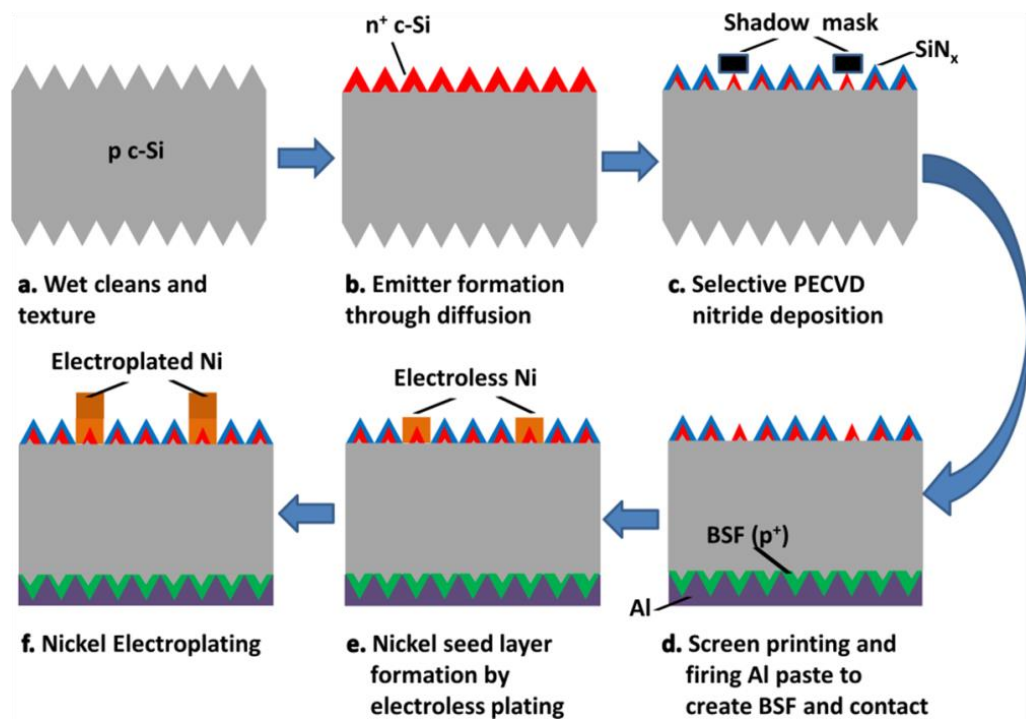 n⁺ c-Si
Shadow mask
SiNₓ
p c-Si
a. Wet cleans and
texture
b. Emitter formation
through diffusion
c. Selective PECVD
nitride deposition
Electroplated Ni
Electroless Ni
BSF (p⁺)
Al
f. Nickel Electroplating
e. Nickel seed layer
formation by
electroless plating
d. Screen printing and
firing Al paste to
create BSF and contact